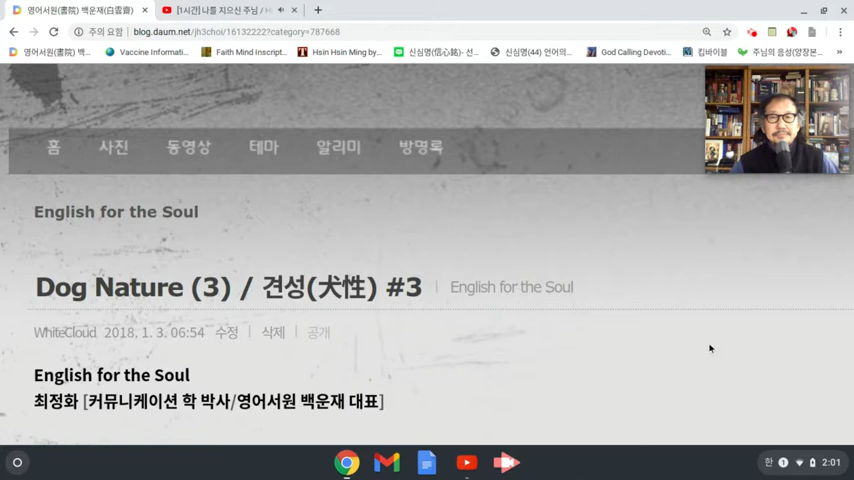 영어서원(書院) 백운재(白雲齋)
[1시간] 나를 지으신 주님 / H
주의 요함
blog.daum.net/jh3choi/16132222?category=787668
영어서원(書院) 백...
Vaccine Informati...
Faith Mind Inscript...
Hsin Hsin Ming by...
신심명(信心銘)- 선...
신심명(44) 언어의...
God Calling Devoti...
킵바이블
주님의 음성(양장본...
홈 사진 동영상 테마 알리미 방명록
English for the Soul
Dog Nature (3) / 견성(犬性) #3 | English for the Soul
WhiteCloud 2018. 1. 3. 06:54 수정 | 삭제 | 공개
English for the Soul
최정화 [커뮤니케이션 학 박사/영어서원 백운재 대표]
한 1 2:01